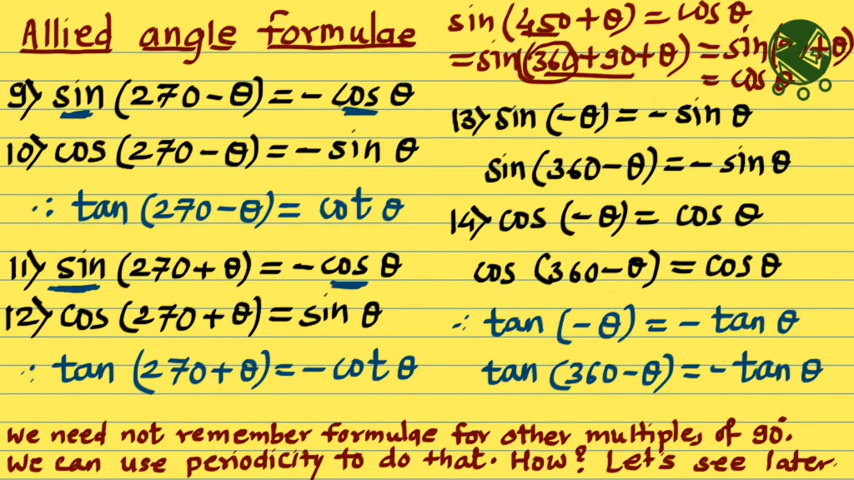 Allied angle formulae
9) sin (270-θ) = - cos θ
10) cos (270-θ) = - sin θ
∴ tan (270-θ) = cot θ
11) sin (270+θ) = - cos θ
12) cos (270+θ) = sin θ
∴ tan (270+θ) = - cot θ
sin (450+θ) = cos θ
= sin (360+90+θ) = sin( +θ)
= cos θ
13) sin (-θ) = - sin θ
sin (360-θ) = - sin θ
14) cos (-θ) = cos θ
cos (360-θ) = cos θ
∴ tan (-θ) = - tan θ
tan (360-θ) = - tan θ
We need not remember formulae for other multiples of 90°.
We can use periodicity to do that. How? Let's see later.